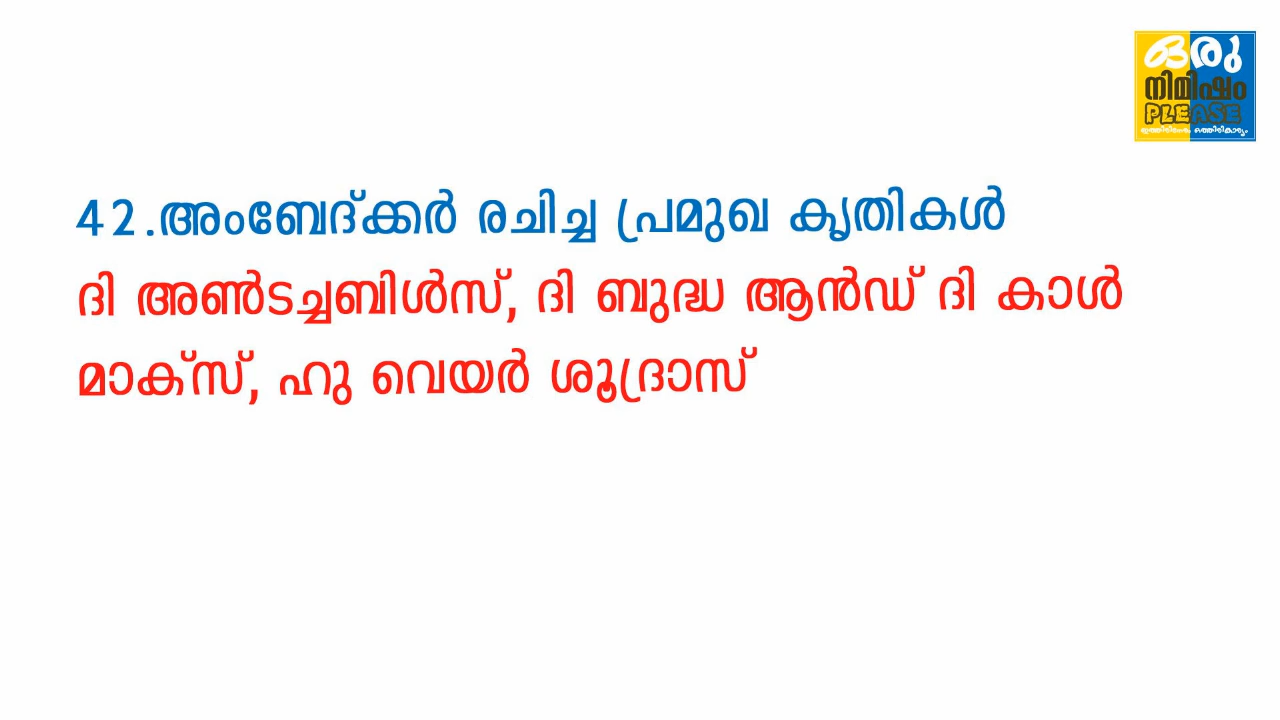 ഒരു
നിമിഷം
PLEASE
42.അംബേദ്ക്കർ രചിച്ച പ്രമുഖ കൃതികൾ
ദി അൺടച്ചബിൾസ്, ദി ബുദ്ധ ആൻഡ് ദി കാൾ
മാക്സ്, ഹു വെയർ ശൂദ്രാസ്